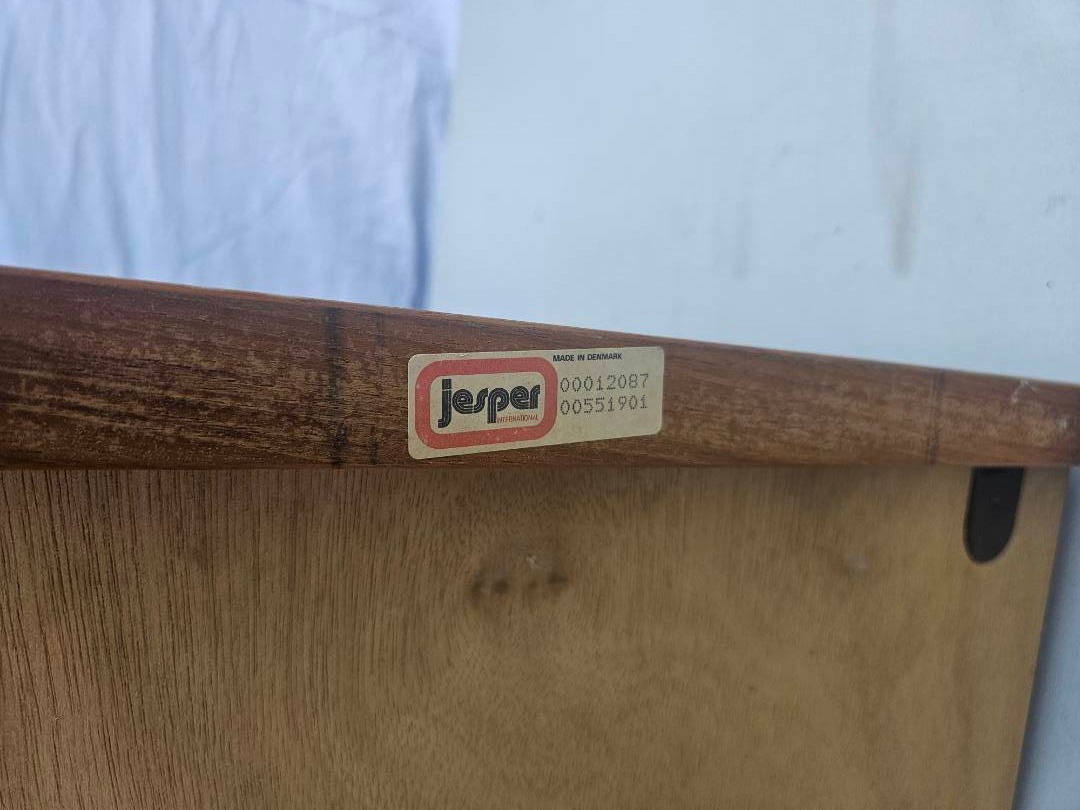 MADE IN DENMARK
jesper
INTERNATIONAL
00012087
00551901